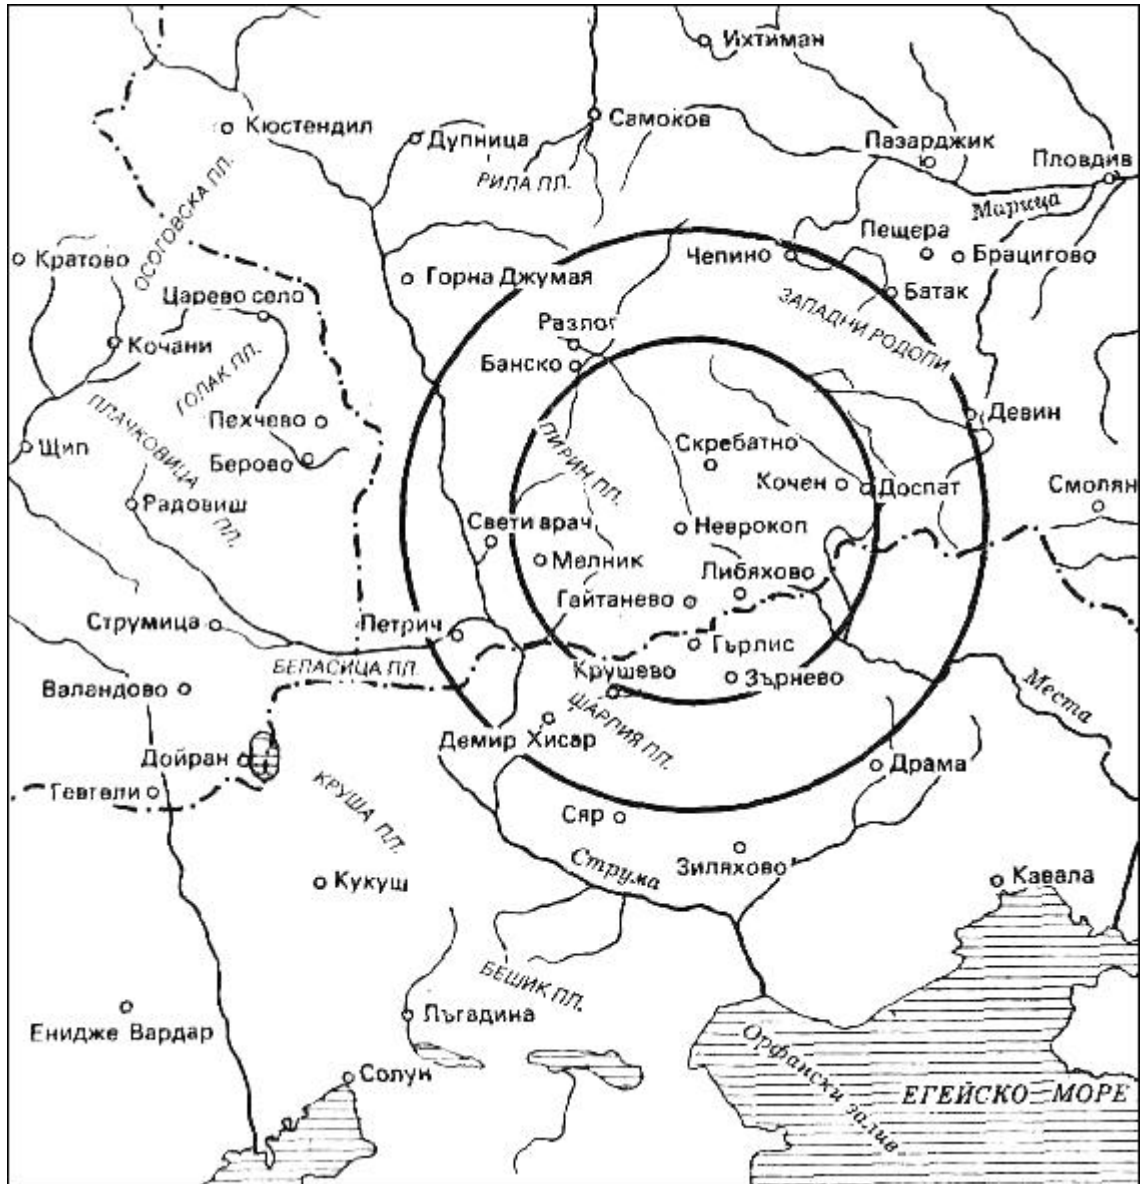 Ихтиман
Самоков
Кюстендил
Дупница
Пазарджик
Пловдив
РИЛА ПЛ.
Марица
ОСОГОВСКА ПЛ.
Пещера
Брацигово
Чепино
Кратово
Горна Джумая
Батак
Царево село
ЗАПАДНИ РОДОПИ
Разлог
Кочани
Банско
ГОЛАК ПЛ.
ПЛАЧКОВИЦА ПЛ.
Пехчево
Девин
ПИРИН ПЛ.
Скребатно
Щип
Берово
Кочен
Доспат
Смолян
Радовиш
Свети врач
Неврокоп
Мелник
Либяхово
Гайтанево
Струмица
Петрич
Гърлис
БЕЛАСИЦА ПЛ.
Крушево
Зърнево
Валандово
Места
ШАРЛИЯ ПЛ.
Демир Хисар
Дойран
Драма
Гевгели
КРУША ПЛ.
Сяр
Зиляхово
Струма
Кукуш
Кавала
БЕШИК ПЛ.
Лъгадина
Енидже Вардар
Орфански залив
Солун
ЕГЕЙСКО МОРЕ